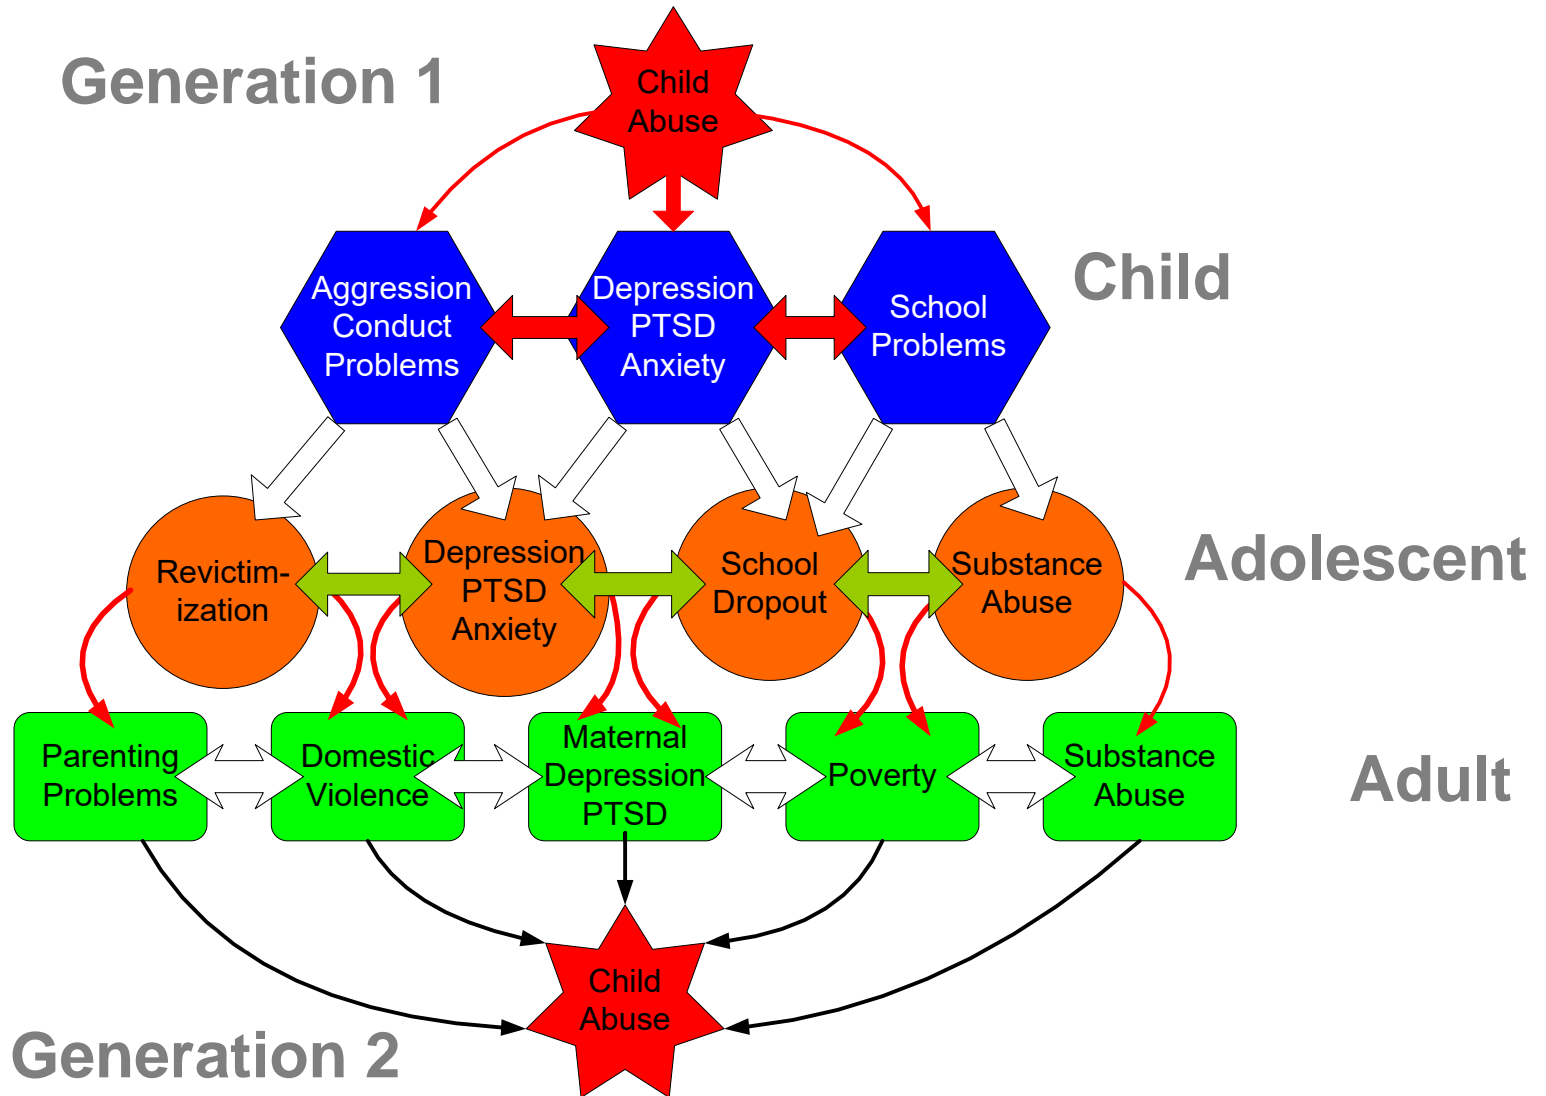 Generation 1
Child
Abuse
Child
Aggression
Conduct
Problems
Depression
PTSD
Anxiety
School
Problems
Adolescent
Revictim-
ization
Depression
PTSD
Anxiety
School
Dropout
Substance
Abuse
Adult
Parenting
Problems
Domestic
Violence
Maternal
Depression
PTSD
Poverty
Substance
Abuse
Child
Abuse
Generation 2